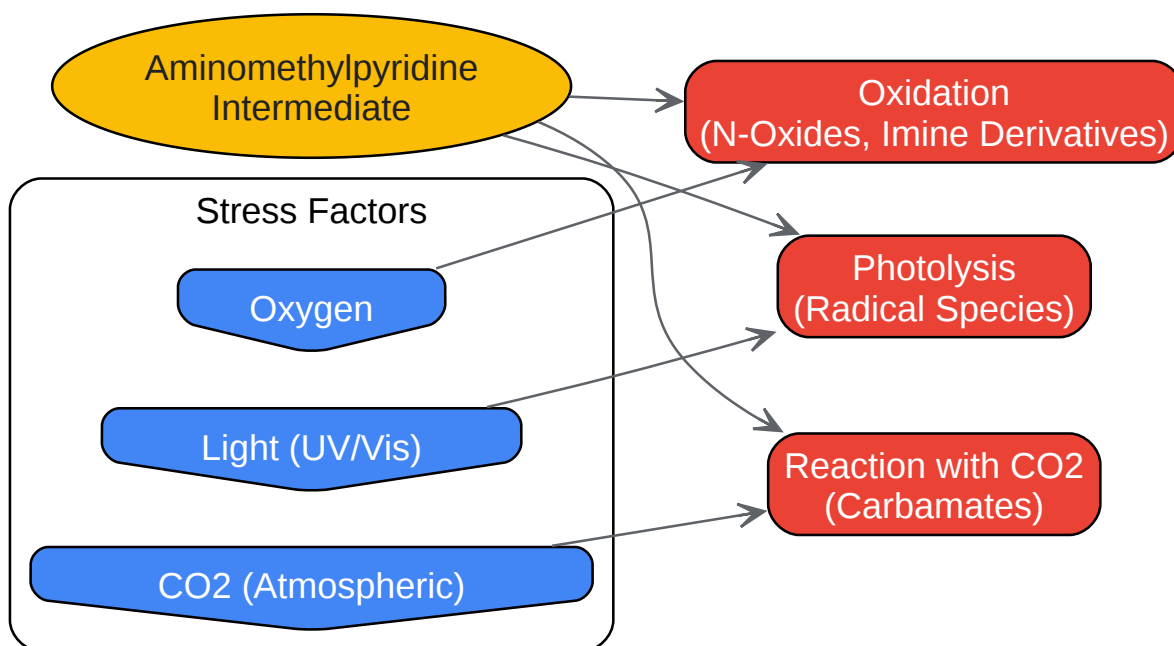 Aminomethylpyridine
Intermediate
Oxidation
(N-Oxides, Imine Derivatives)
Stress Factors
Oxygen
Photolysis
(Radical Species)
Light (UV/Vis)
Reaction with CO2
(Carbamates)
CO2 (Atmospheric)